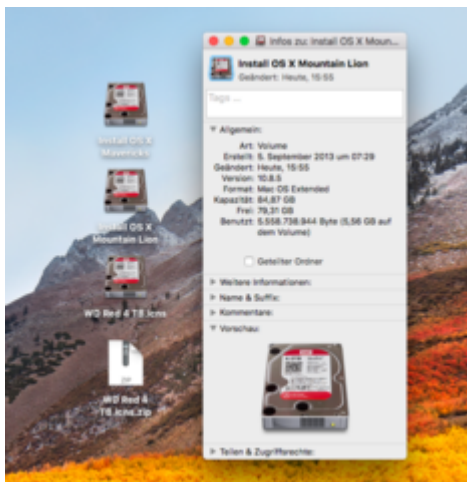 Infos zu: Install OS X Moun...
Install OS X Mountain Lion
Geändert: Heute, 15:55
Tags ...
Allgemein:
Art: Volume
Erstellt: 5. September 2013 um 07:29
Geändert: Heute, 15:55
Version: 10.8.5
Format: Mac OS Extended
Kapazität: 84,87 GB
Frei: 79,31 GB
Benutzt: 5.558.738.944 Byte (5,56 GB auf
dem Volume)
Geteilter Ordner
Weitere Informationen:
Name & Suffix:
Kommentare:
Vorschau:
Teilen & Zugriffsrechte:
Install OS X
Mavericks
Install OS X
Mountain Lion
WD Red 4 TB.icns
ZIP
WD Red 4
TB.icns.zip